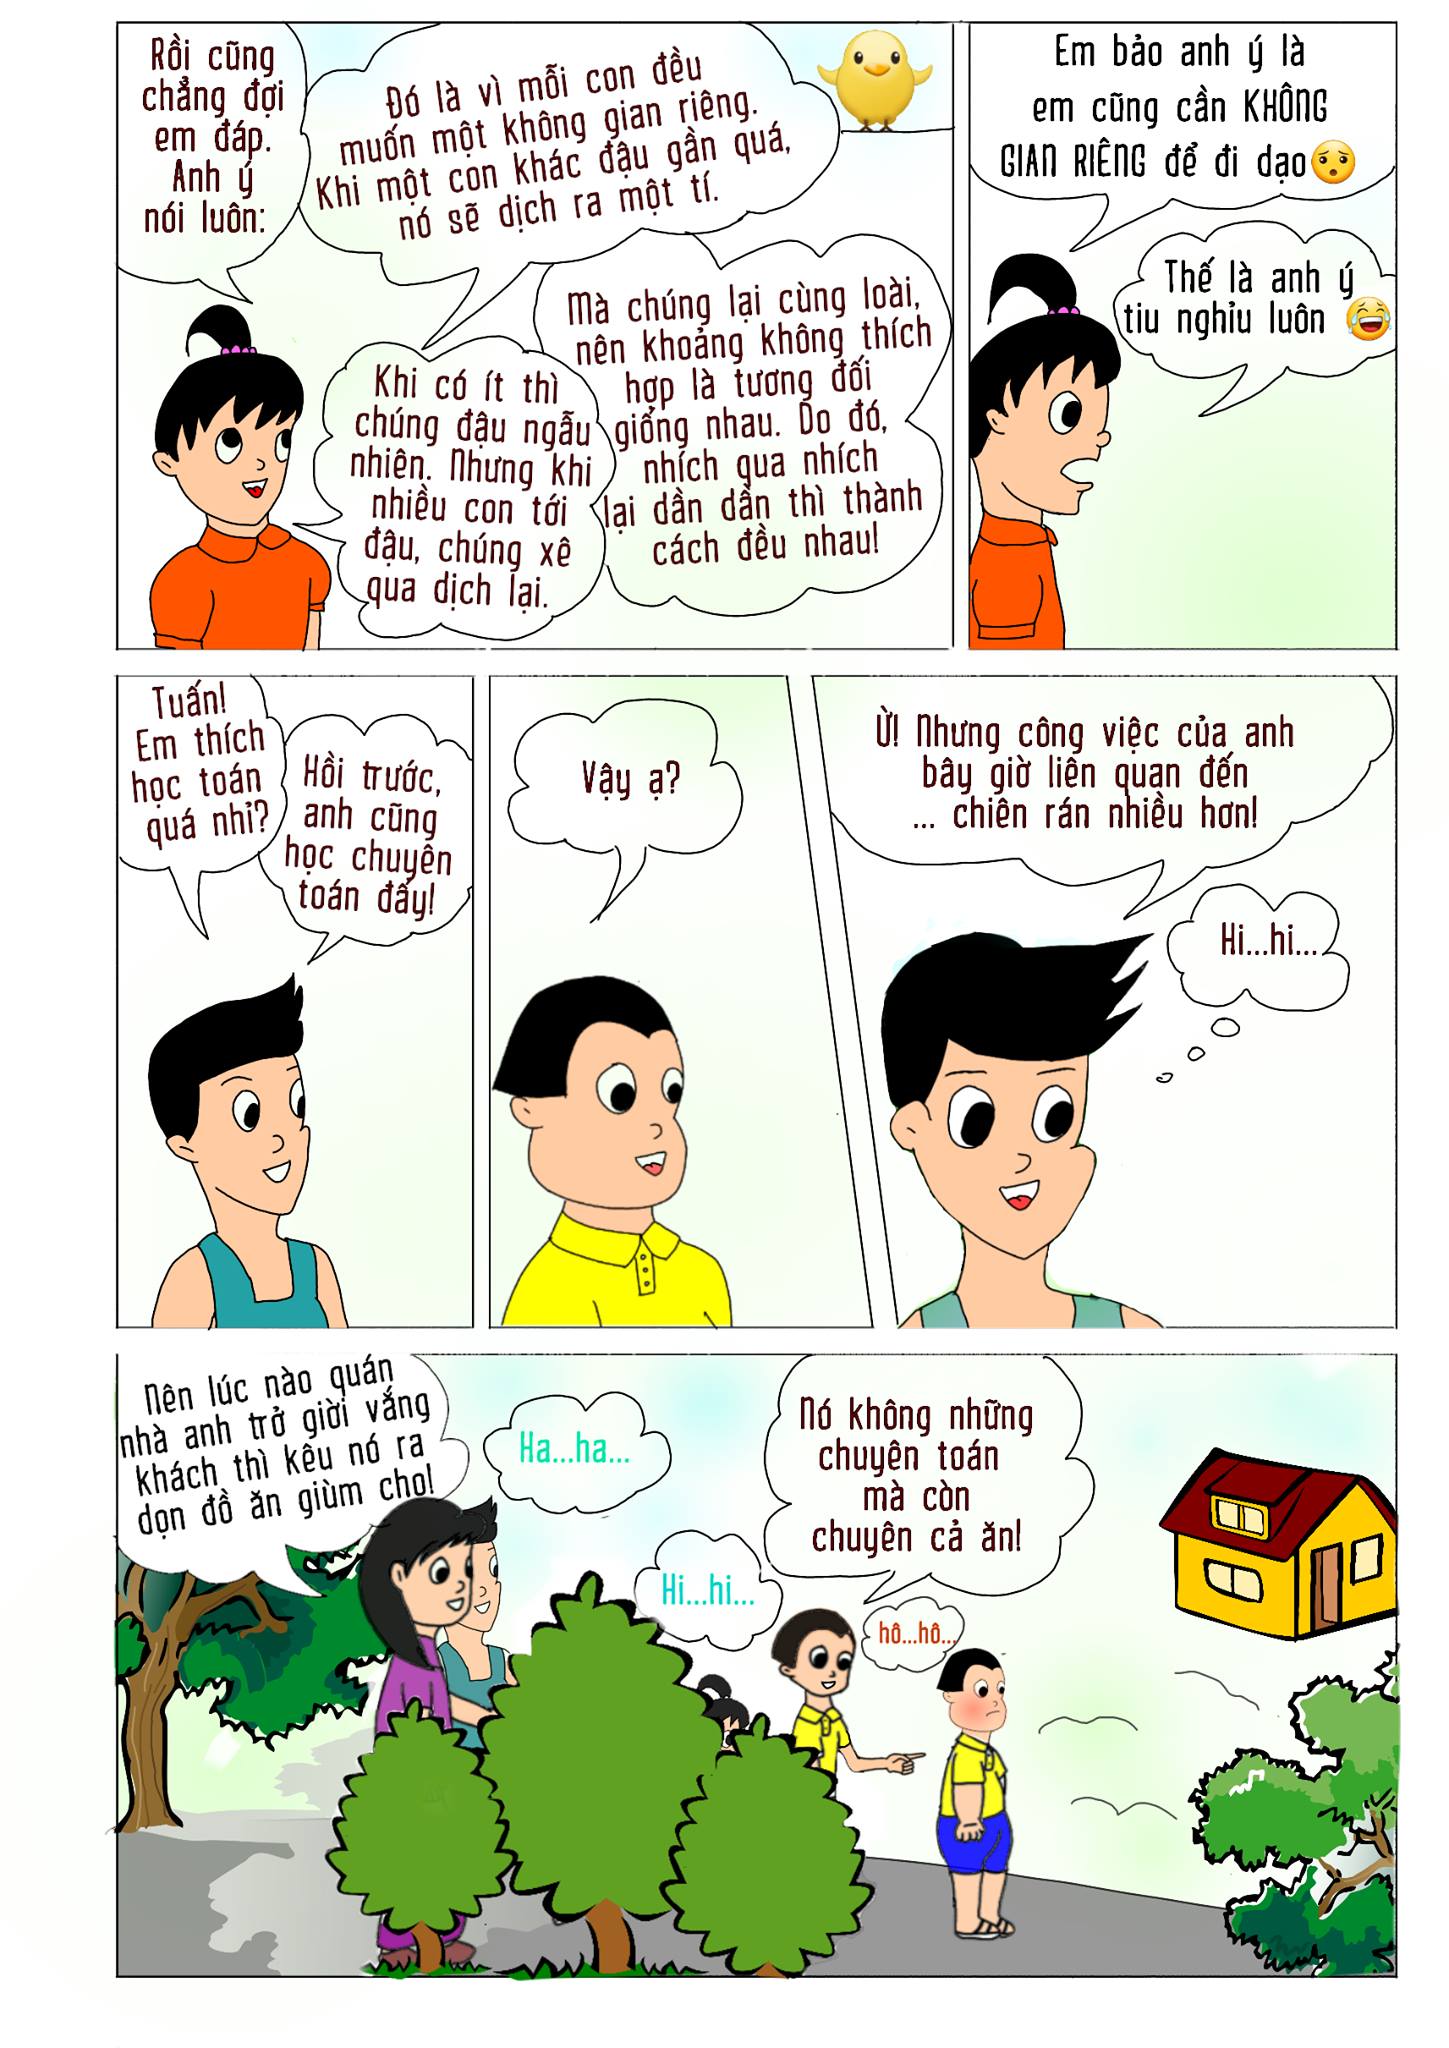 Rồi cũng
chẳng đợi
em đáp.
Anh ý
nói luôn:
Đó là vì mỗi con đều
muốn một không gian riêng.
Khi một con khác đậu gần quá,
nó sẽ dịch ra một tí.
Khi có ít thì
chúng đậu ngẫu
nhiên. Nhưng khi
nhiều con tới
đậu, chúng xê
qua dịch lại.
Mà chúng lại cùng loài,
nên khoảng không thích
hợp là tương đối
giống nhau. Do đó,
nhích qua nhích
lại dần dần thì thành
cách đều nhau!
Em bảo anh ý là
em cũng cần KHÔNG
GIAN RIÊNG để đi dạo
Thế là anh ý
tiu nghỉu luôn
Tuấn!
Em thích
học toán
quá nhỉ?
Hồi trước,
anh cũng
học chuyên
toán đấy!
Vậy ạ?
Ừ! Nhưng công việc của anh
bây giờ liên quan đến
... chiên rán nhiều hơn!
Hi...hi...
Nên lúc nào quán
nhà anh trở giời vắng
khách thì kêu nó ra
dọn đồ ăn giùm cho!
Ha...ha...
Hi...hi...
Nó không những
chuyên toán
mà còn
chuyên cả ăn!
hô...hô...